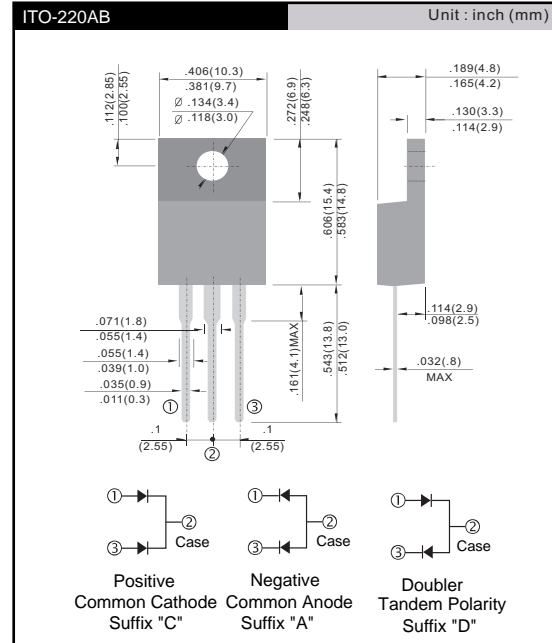 ITO-220AB
Unit : inch (mm)
.112(2.85)
.100(2.55)
.406(10.3)
.381(9.7)
Ø .134(3.4)
Ø .118(3.0)
.272(6.9)
.248(6.3)
.189(4.8)
.165(4.2)
.130(3.3)
.114(2.9)
.606(15.4)
.583(14.8)
.071(1.8)
.055(1.4)
.055(1.4)
.039(1.0)
.035(0.9)
.011(0.3)
.161(4.1)MAX
.543(13.8)
.512(13.0)
.114(2.9)
.098(2.5)
.032(.8)
MAX
①
③
.1
(2.55)
②
.1
(2.55)
①
②
③
Case
Positive
Common Cathode
Suffix "C"
①
②
③
Case
Negative
Common Anode
Suffix "A"
①
②
③
Case
Doubler
Tandem Polarity
Suffix "D"